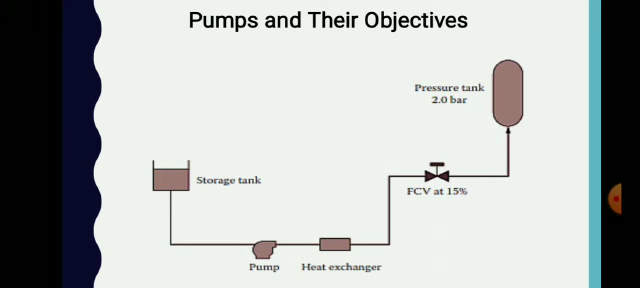 Pumps and Their Objectives
Pressure tank
2.0 bar
Storage tank
FCV at 15%
Pump
Heat exchanger